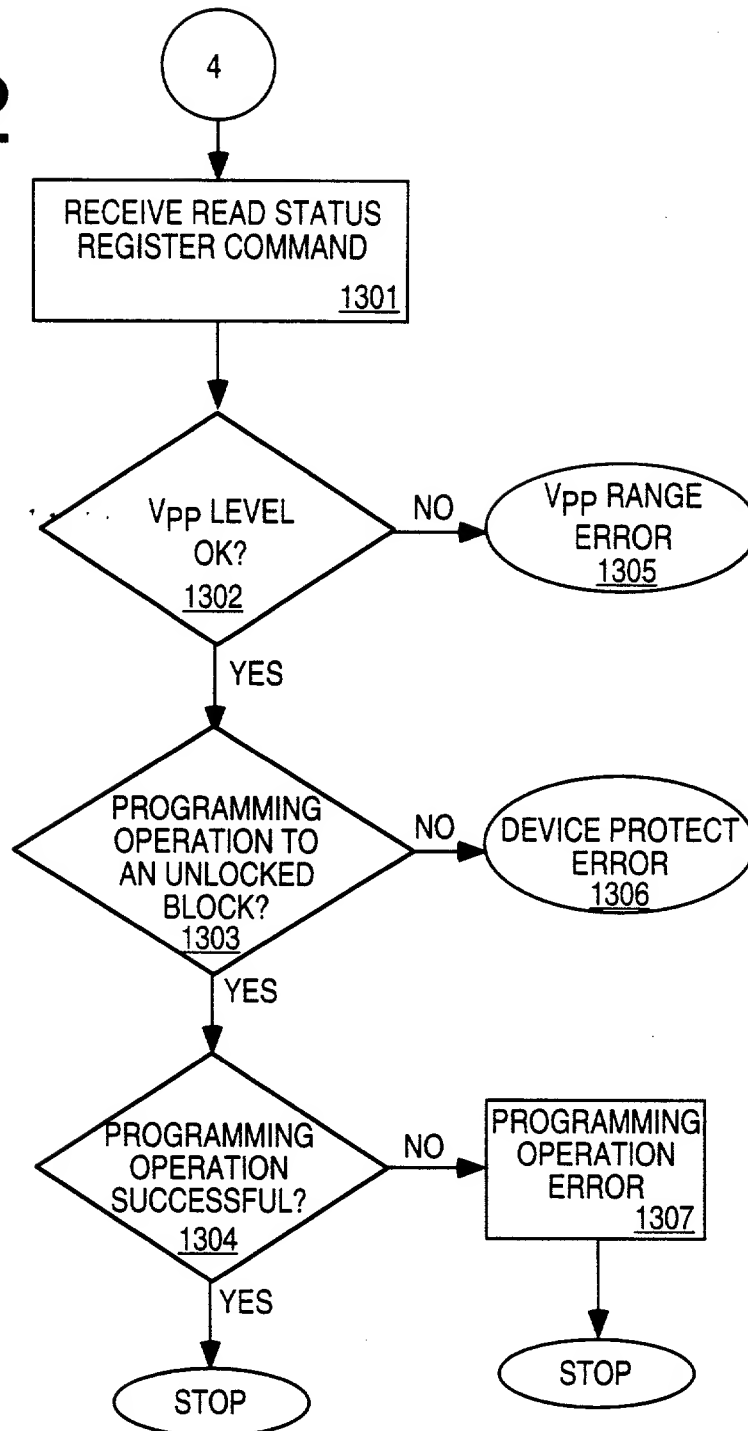 2
4
RECEIVE READ STATUS
REGISTER COMMAND
1301
VPP LEVEL
OK?
1302
NO
VPP RANGE
ERROR
1305
YES
PROGRAMMING
OPERATION TO
AN UNLOCKED
BLOCK?
1303
NO
DEVICE PROTECT
ERROR
1306
YES
PROGRAMMING
OPERATION
SUCCESSFUL?
1304
NO
PROGRAMMING
OPERATION
ERROR
1307
YES
STOP
STOP